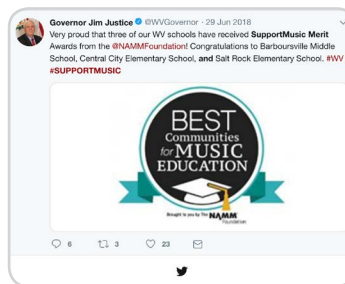 Governor Jim Justice @WVGovernor · 29 Jun 2018
Very proud that three of our WV schools have received SupportMusic Merit
Awards from the @NAMMFoundation! Congratulations to Barboursville Middle
School, Central City Elementary School, and Salt Rock Elementary School. #WV
#SUPPORTMUSIC
BEST
Communities
for MUSIC
EDUCATION
Brought to you by The NAMM
Foundation
6 3 23